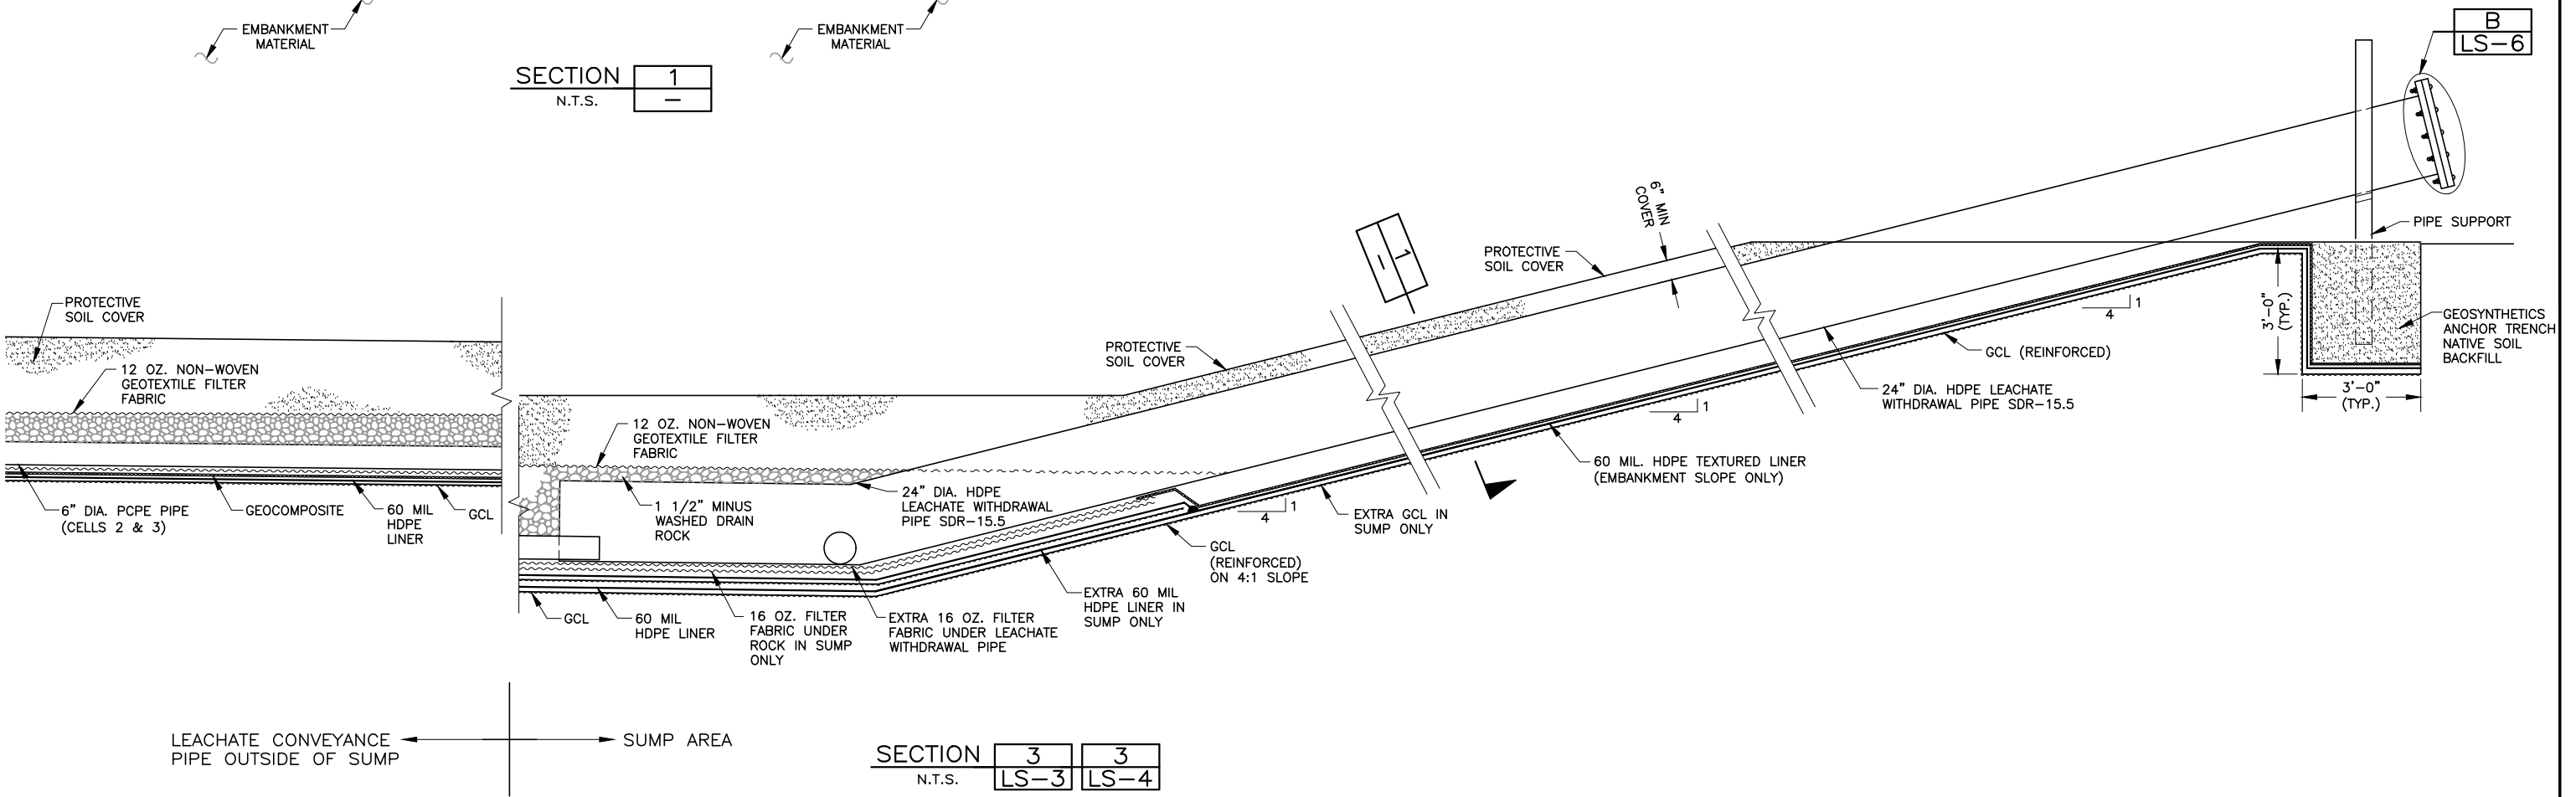 EMBANKMENT
MATERIAL
EMBANKMENT
MATERIAL
B
LS-6
SECTION
1
-
N.T.S.
6" MIN
COVER
1
-
PROTECTIVE
SOIL COVER
PIPE SUPPORT
PROTECTIVE
SOIL COVER
12 OZ. NON-WOVEN
GEOTEXTILE FILTER
FABRIC
PROTECTIVE
SOIL COVER
3'-0"
(TYP.)
1
4
GEOSYNTHETICS
ANCHOR TRENCH
NATIVE SOIL
BACKFILL
GCL (REINFORCED)
3'-0"
(TYP.)
24" DIA. HDPE LEACHATE
WITHDRAWAL PIPE SDR-15.5
1
4
12 OZ. NON-WOVEN
GEOTEXTILE FILTER
FABRIC
60 MIL. HDPE TEXTURED LINER
(EMBANKMENT SLOPE ONLY)
6" DIA. PCPE PIPE
(CELLS 2 & 3)
GEOCOMPOSITE
60 MIL
HDPE
LINER
GCL
1 1/2" MINUS
WASHED DRAIN
ROCK
24" DIA. HDPE
LEACHATE WITHDRAWAL
PIPE SDR-15.5
1
4
EXTRA GCL IN
SUMP ONLY
GCL
(REINFORCED)
ON 4:1 SLOPE
EXTRA 60 MIL
HDPE LINER IN
SUMP ONLY
GCL
60 MIL
HDPE LINER
16 OZ. FILTER
FABRIC UNDER
ROCK IN SUMP
ONLY
EXTRA 16 OZ. FILTER
FABRIC UNDER LEACHATE
WITHDRAWAL PIPE
LEACHATE CONVEYANCE
PIPE OUTSIDE OF SUMP
SUMP AREA
SECTION
3
LS-3
3
LS-4
N.T.S.